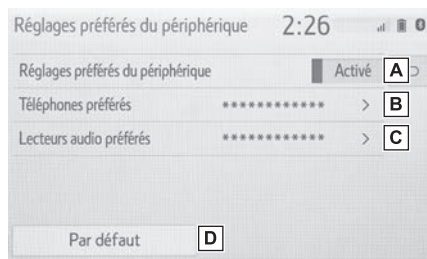 Réglages préférés du périphérique 2:26
Réglages préférés du périphérique Activé A
Téléphones préférés ************ > B
Lecteurs audio préférés ************ > C
Par défaut D